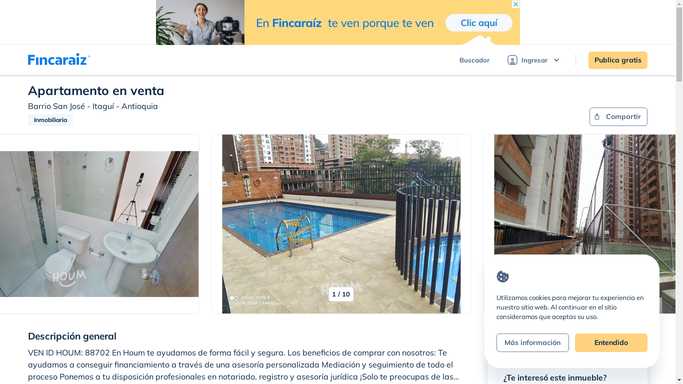 En Fincaraíz te ven porque te ven
Clic aquí
Fincaraiz
Buscador
Ingresar
Publica gratis
Apartamento en venta
Barrio San José - Itaguí - Antioquia
Inmobiliaria
Compartir
HOUM
1 / 10
Utilizamos cookies para mejorar tu experiencia en
nuestro sitio web. Al continuar en el sitio
consideramos que aceptas su uso.
Más información
Entendido
Descripción general
VEN ID HOUM: 88702 En Houm te ayudamos de forma fácil y segura. Los beneficios de comprar con nosotros: Te
ayudamos a conseguir financiamiento a través de una asesoría personalizada Mediación y seguimiento de todo el
proceso Ponemos a tu disposición profesionales en notariado, registro y asesoría jurídica ¡Solo te preocupas de las...
¿Te interesó este inmueble?